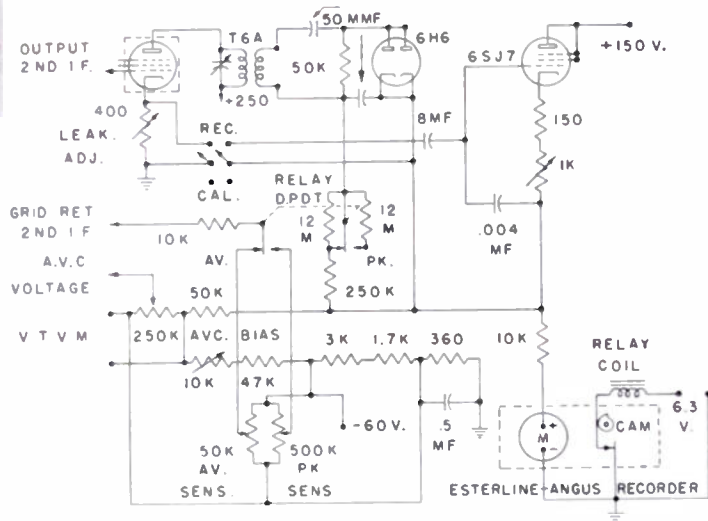 50 MMF
T6A
6H6
6SJ7
OUTPUT
2ND I F.
50K
+150 V.
+250
400
8MF
150
LEAK.
ADJ.
REC.
1K
CAL.
RELAY
D.P.D.T.
GRID RET
2ND I F
12
M
12
M
.004
MF
10K
AV.
PK.
A.V.C
VOLTAGE
50K
250K
VTVM
250K
AVC. BIAS
3K
1.7K
360
10K
RELAY
COIL
10K
47K
-60V.
.5
MF
M
+
-
CAM
6.3
V.
50K
AV.
SENS.
500K
PK
SENS
ESTERLINE-ANGUS RECORDER